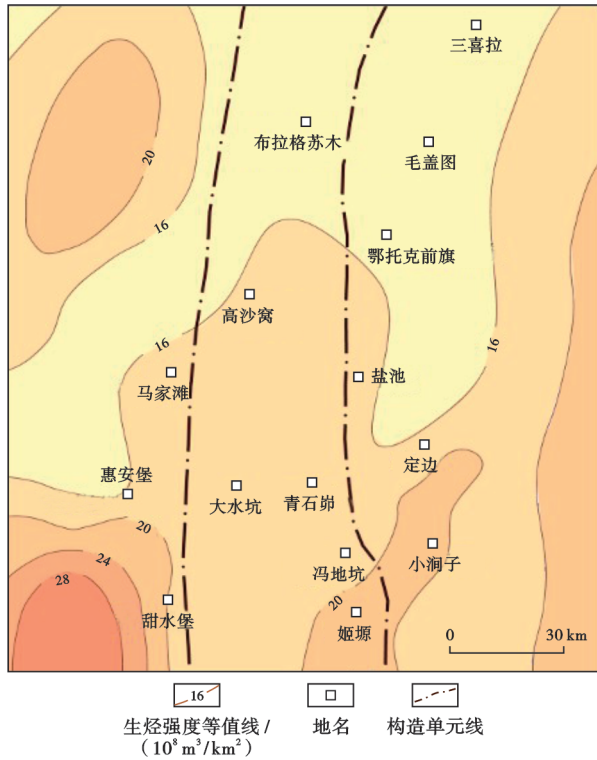 三喜拉
布拉格苏木
毛盖图
20
16
鄂托克前旗
高沙窝
16
16
马家滩
盐池
定边
惠安堡
大水坑
青石峁
20
24
28
冯地坑
小涧子
20
甜水堡
姬塬
0 30 km
16
生烃强度等值线/
(10⁸ m³/km²)
地名
构造单元线